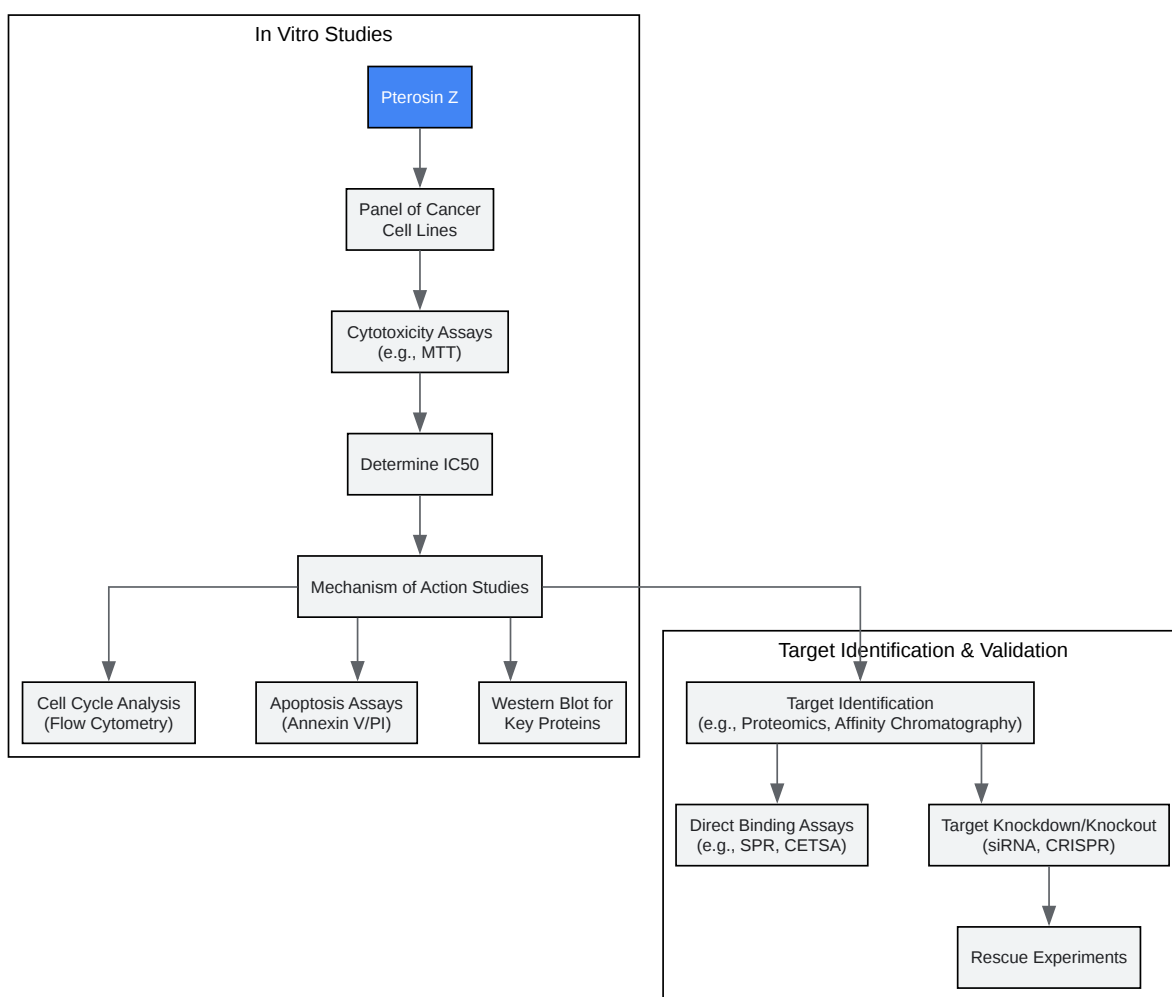 In Vitro Studies
Pterosin Z
Panel of Cancer
Cell Lines
Cytotoxicity Assays
(e.g., MTT)
Determine IC50
Mechanism of Action Studies
Cell Cycle Analysis
(Flow Cytometry)
Apoptosis Assays
(Annexin V/PI)
Western Blot for
Key Proteins
Target Identification & Validation
Target Identification
(e.g., Proteomics, Affinity Chromatography)
Direct Binding Assays
(e.g., SPR, CETSA)
Target Knockdown/Knockout
(siRNA, CRISPR)
Rescue Experiments